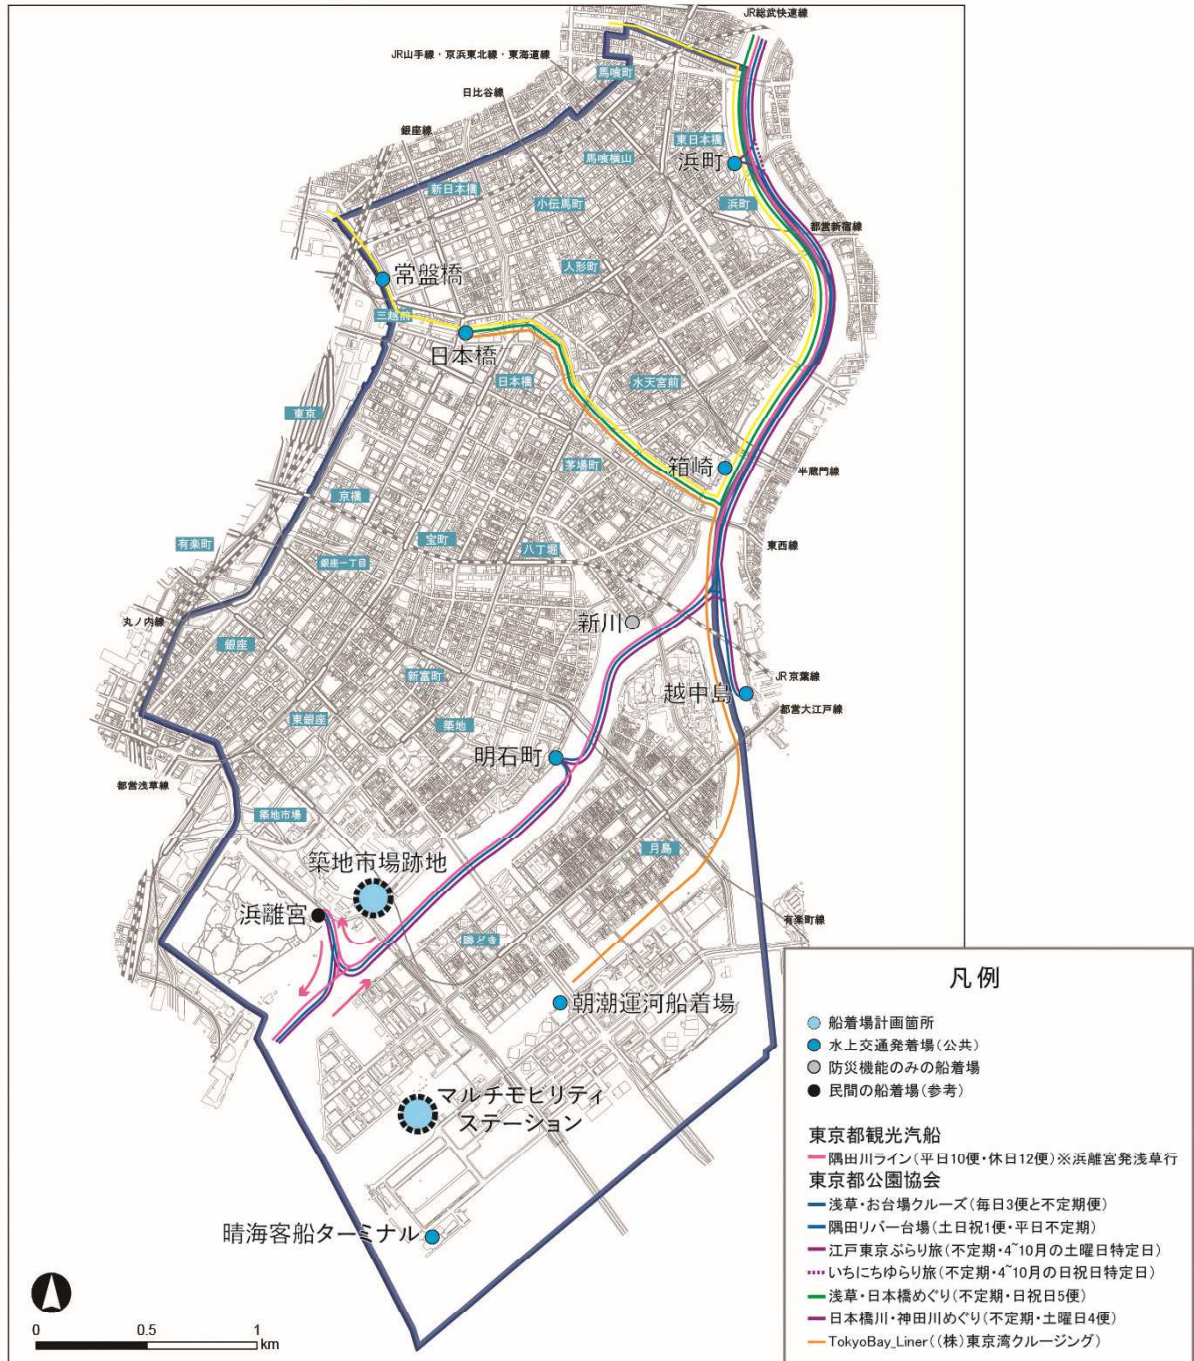 JR総武快速線
JR山手線・京浜東北線・東海道線
馬喰町
日比谷線
銀座線
東日本橋
馬喰横山
浜町
新日本橋
小伝馬町
浜町
都営新宿線
人形町
常盤橋
三越前
日本橋
日本橋
水天宮前
東京
茅場町
箱崎
半蔵門線
京橋
宝町
八丁堀
東西線
有楽町
銀座一丁目
丸ノ内線
新川
銀座
新富町
越中島
JR京葉線
都営大江戸線
東銀座
築地
明石町
都営浅草線
築地市場
月島
築地市場跡地
浜離宮
有楽町線
勝どき
朝潮運河船着場
マルチモビリティ
ステーション
晴海客船ターミナル
0 0.5 1
km
凡例
船着場計画箇所
水上交通発着場(公共)
防災機能のみの船着場
民間の船着場(参考)
東京都観光汽船
隅田川ライン(平日10便・休日12便)※浜離宮発浅草行
東京都公園協会
浅草・お台場クルーズ(毎日3便と不定期便)
隅田リバー台場(土日祝1便・平日不定期)
江戸東京ぶらり旅(不定期・4~10月の土曜日特定日)
いちにちゆらり旅(不定期・4~10月の日祝日特定日)
浅草・日本橋めぐり(不定期・日祝日5便)
日本橋川・神田川めぐり(不定期・土曜日4便)
TokyoBay_Liner((株)東京湾クルージング)